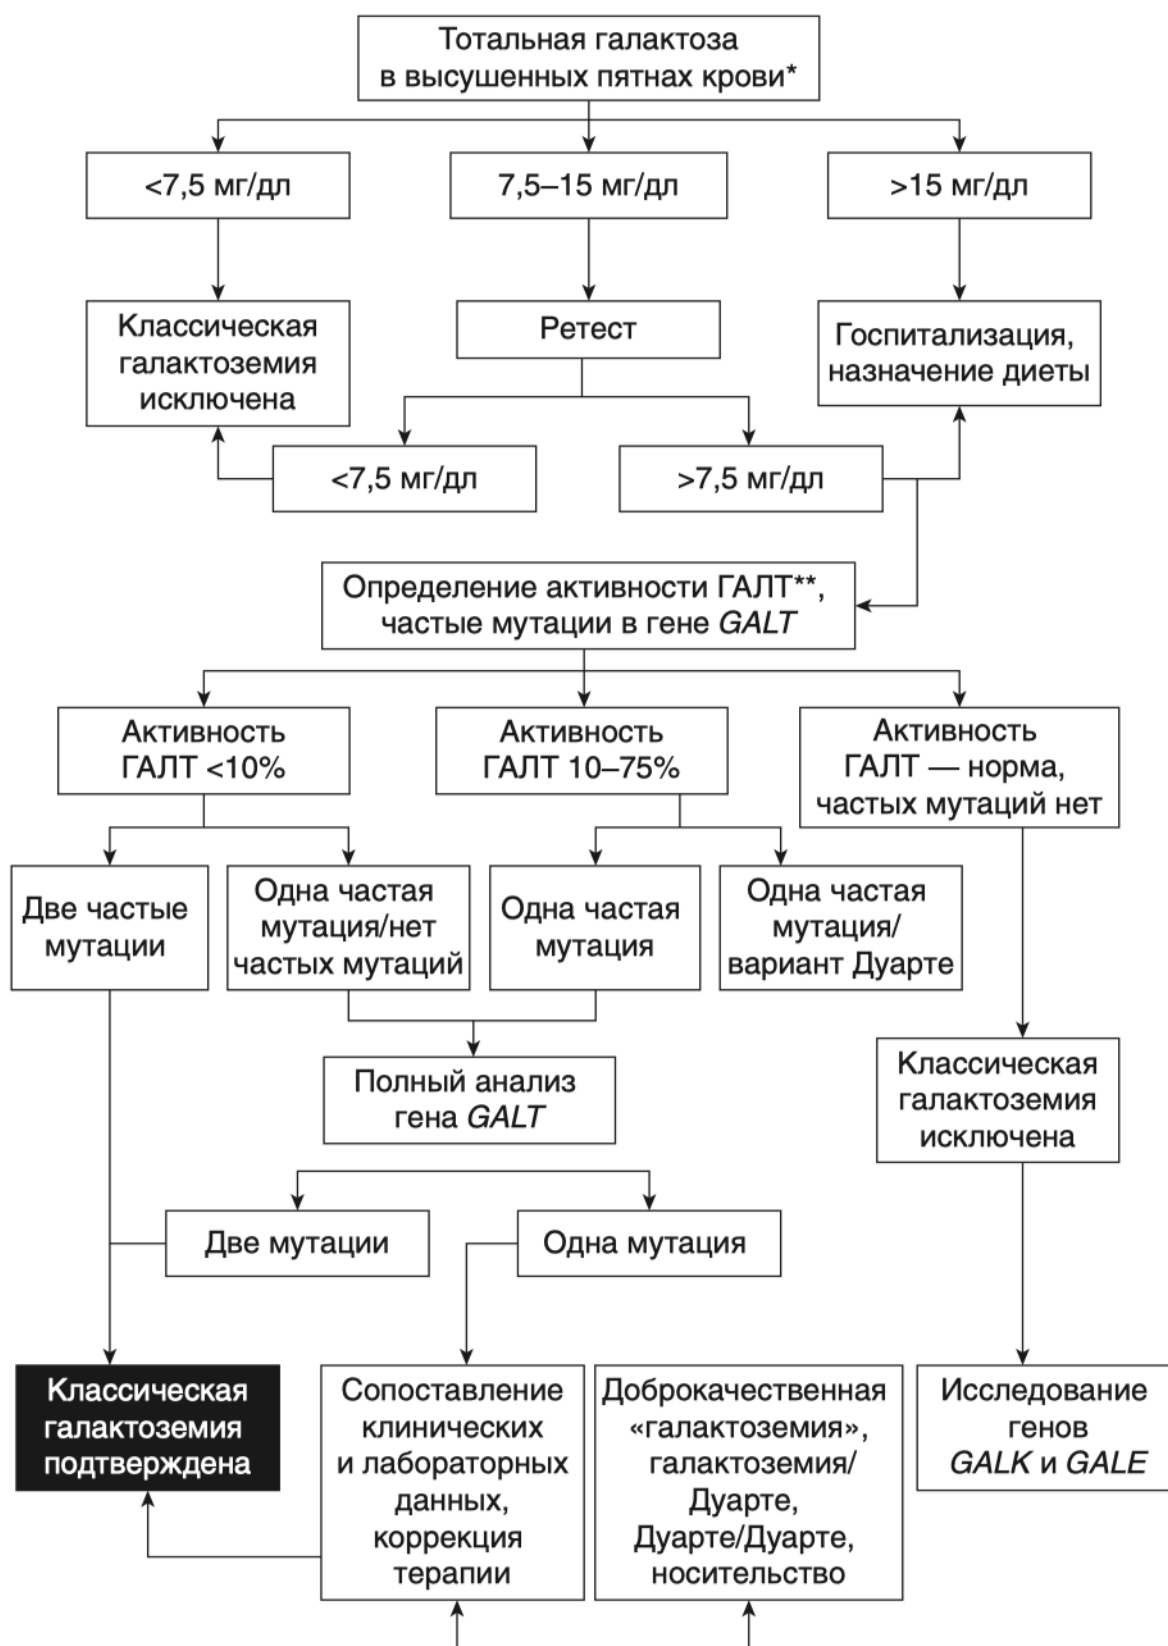 Тотальная галактоза
в высушенных пятнах крови*
<7,5 мг/дл
7,5–15 мг/дл
>15 мг/дл
Классическая
галактоземия
исключена
Ретест
Госпитализация,
назначение диеты
<7,5 мг/дл
>7,5 мг/дл
Определение активности ГАЛТ**,
частые мутации в гене GALT
Активность
ГАЛТ <10%
Активность
ГАЛТ 10–75%
Активность
ГАЛТ — норма,
частых мутаций нет
Две частые
мутации
Одна частая
мутация/нет
частых мутаций
Одна частая
мутация
Одна частая
мутация/
вариант Дуарте
Полный анализ
гена GALT
Классическая
галактоземия
исключена
Две мутации
Одна мутация
Классическая
галактоземия
подтверждена
Сопоставление
клинических
и лабораторных
данных,
коррекция
терапии
Доброкачественная
«галактоземия»,
галактоземия/
Дуарте,
Дуарте/Дуарте,
носительство
Исследование
генов
GALK и GALE